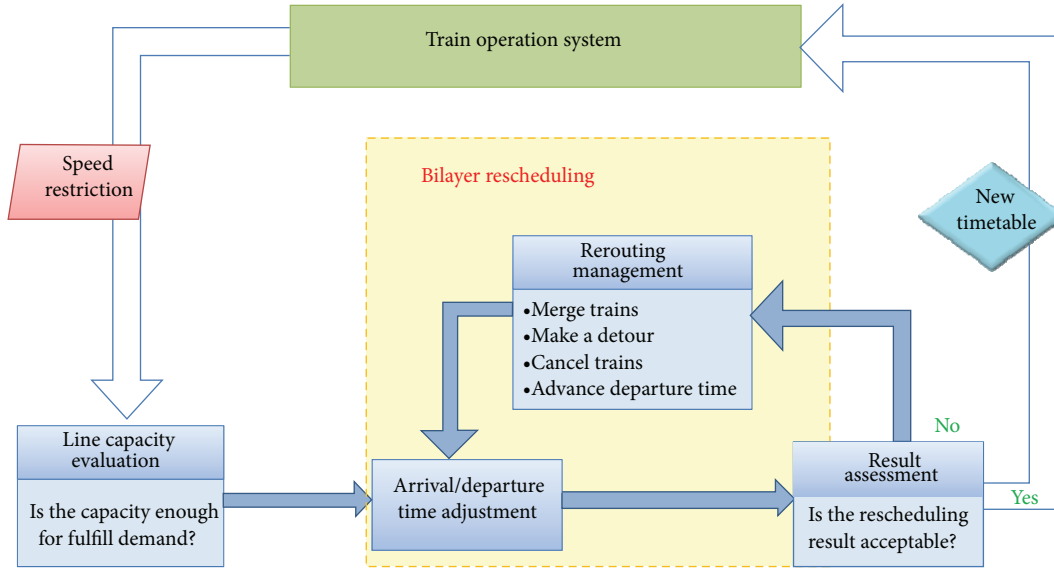 Train operation system
Speed
restriction
Bilayer rescheduling
New
timetable
Rerouting
management
•Merge trains
•Make a detour
•Cancel trains
•Advance departure time
No
Line capacity
evaluation
Is the capacity enough
for fulfill demand?
Arrival/departure
time adjustment
Result
assessment
Is the rescheduling
result acceptable?
Yes